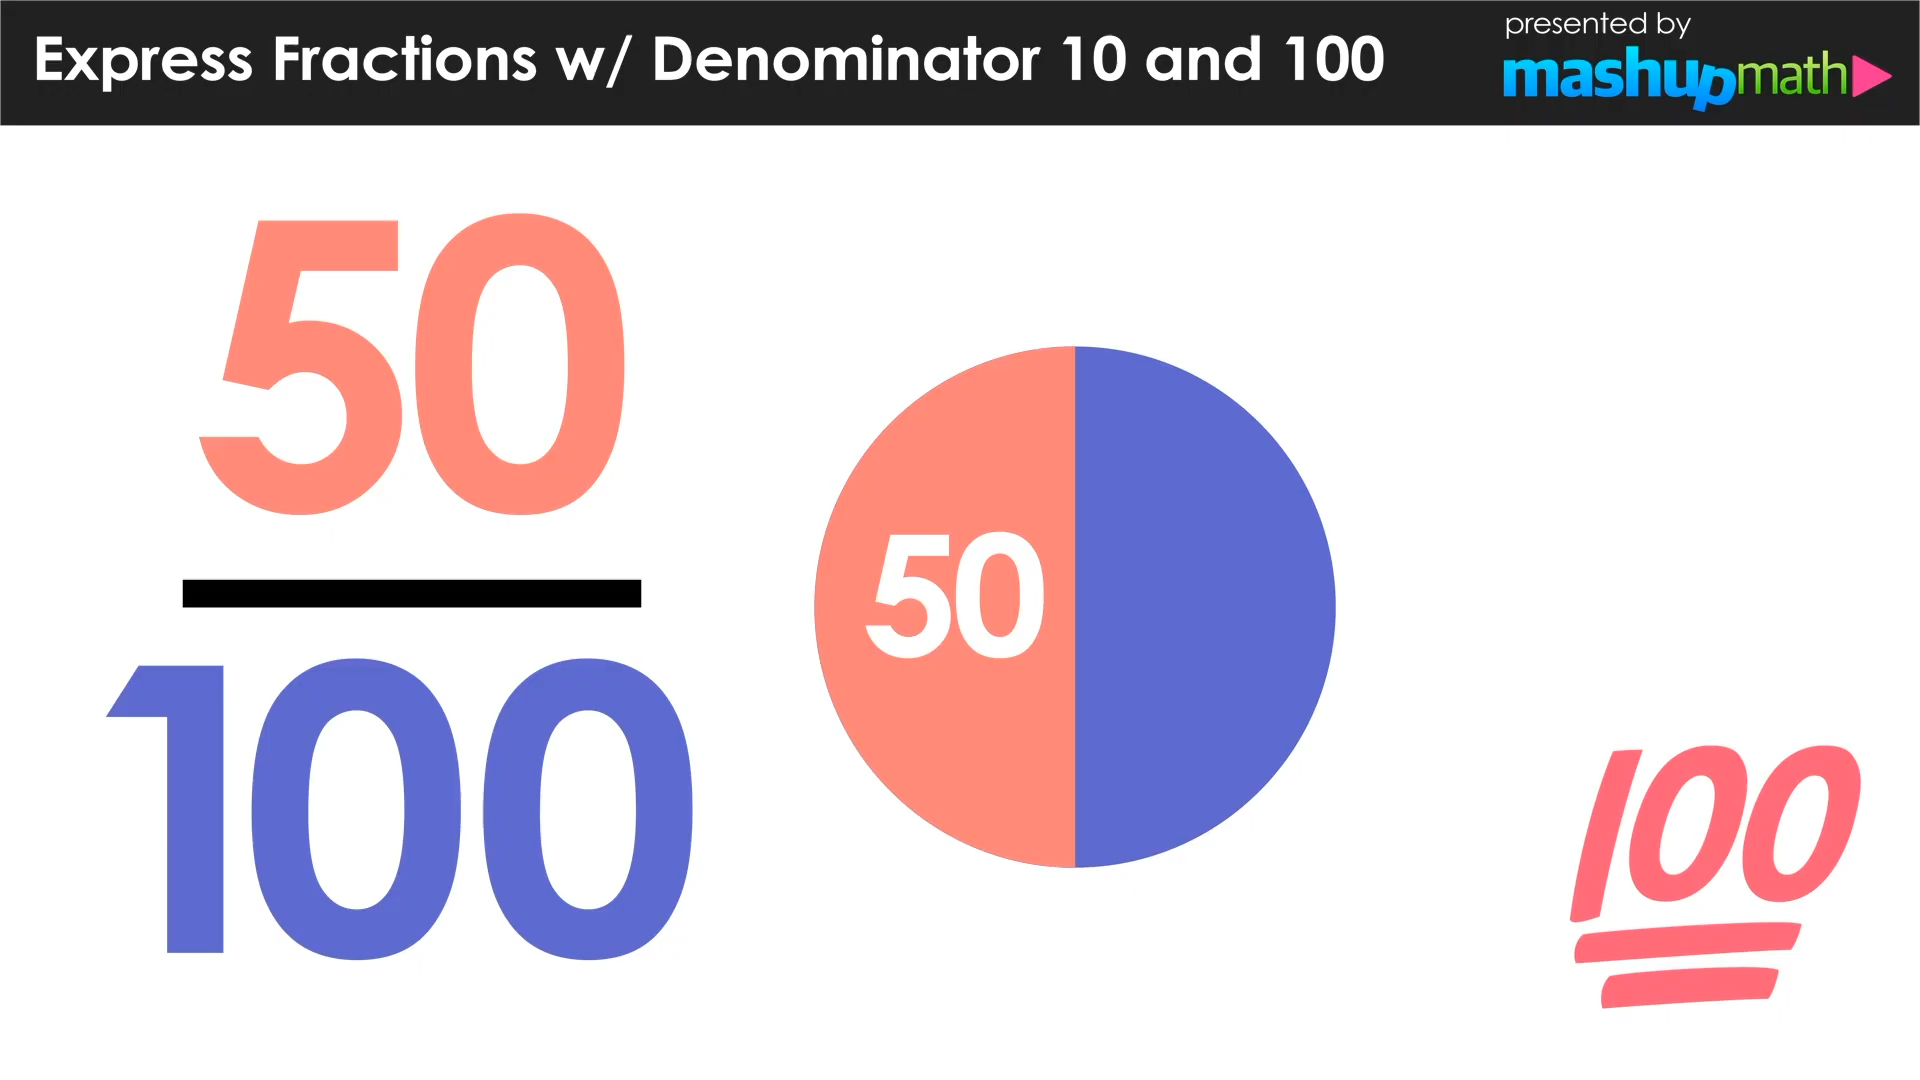 Express Fractions w/ Denominator 10 and 100
presented by
mashupmath
50
100
50
100